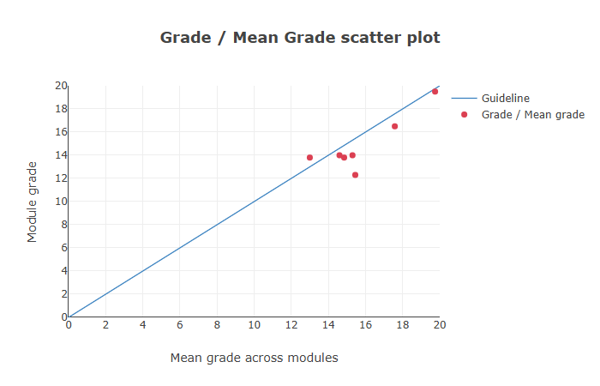 Grade / Mean Grade scatter plot
20
18
16
14
12
10
8
6
4
2
0
Module grade
0 2 4 6 8 10 12 14 16 18 20
Mean grade across modules
Guideline
Grade / Mean grade